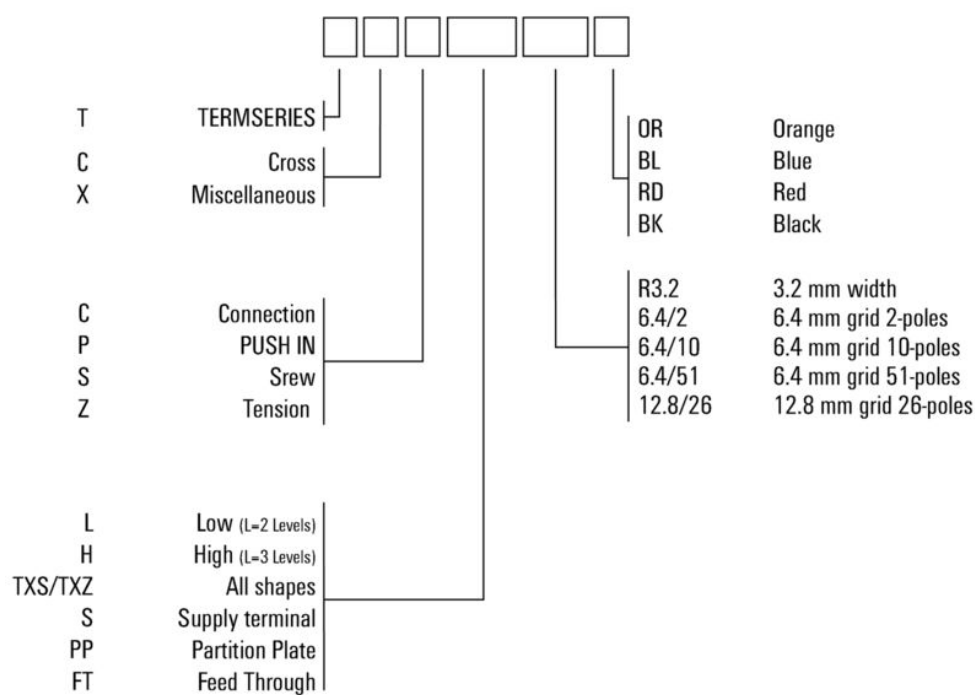 T TERMSERIES
C Cross
X Miscellaneous
C Connection
P PUSH IN
S Srew
Z Tension
L Low (L=2 Levels)
H High (L=3 Levels)
TXS/TXZ All shapes
S Supply terminal
PP Partition Plate
FT Feed Through
OR Orange
BL Blue
RD Red
BK Black
R3.2 3.2 mm width
6.4/2 6.4 mm grid 2-poles
6.4/10 6.4 mm grid 10-poles
6.4/51 6.4 mm grid 51-poles
12.8/26 12.8 mm grid 26-poles